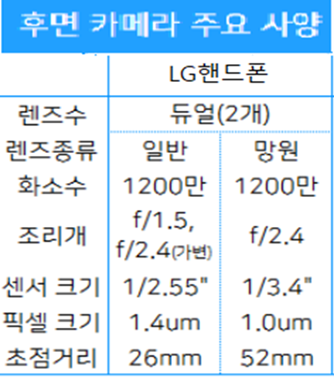 후면 카메라 주요 사양
LG핸드폰
렌즈수 듀얼(2개)
렌즈종류 일반 망원
화소수 1200만 1200만
조리개 f/1.5, f/2.4(가변) f/2.4
센서 크기 1/2.55" 1/3.4"
픽셀 크기 1.4um 1.0um
초점거리 26mm 52mm